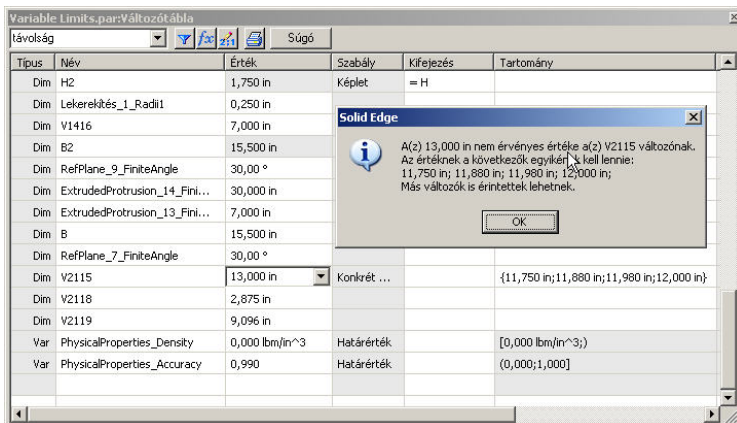 Variable Limits.par:Változótábla
távolság Súgó
Típus Név Érték Szabály Kifejezés Tartomány
Dim H2 1,750 in Képlet = H
Dim Lekerekítés_1_Radii1 0,250 in
Dim V1416 7,000 in
Dim B2 15,500 in
Dim RefPlane_9_FiniteAngle 30,00 °
Dim ExtrudedProtrusion_14_Fini... 30,000 in
Dim ExtrudedProtrusion_13_Fini... 7,000 in
Dim B 15,500 in
Dim RefPlane_7_FiniteAngle 30,00 °
Dim V2115 13,000 in Konkrét ... {11,750 in;11,880 in;11,980 in;12,000 in}
Dim V2118 2,875 in
Dim V2119 9,096 in
Var PhysicalProperties_Density 0,000 lbm/in^3 Határérték [0,000 lbm/in^3;)
Var PhysicalProperties_Accuracy 0,990 Határérték (0,000;1,000]
Solid Edge
A(z) 13,000 in nem érvényes értéke a(z) V2115 változónak.
Az értéknek a következők egyikének kell lennie:
11,750 in; 11,880 in; 11,980 in; 12,000 in;
Más változók is érintettek lehetnek.
OK